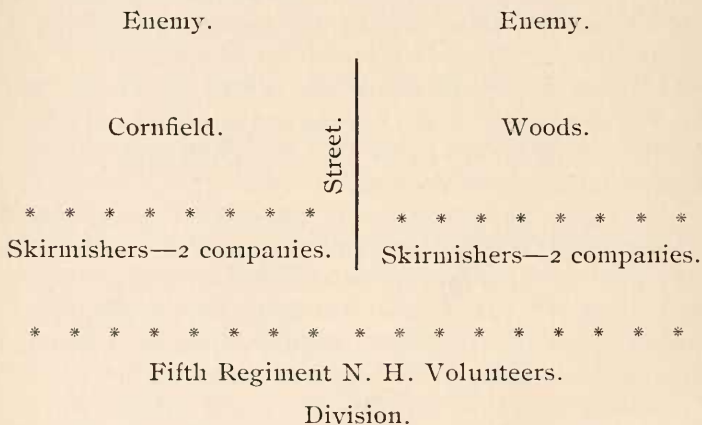 Enemy. Enemy.
Cornfield. Street. Woods.
* * * * * * * * * * * * * * * *
Skirmishers—2 companies. Skirmishers—2 companies.
* * * * * * * * * * * * * * * * *
Fifth Regiment N. H. Volunteers.
Division.